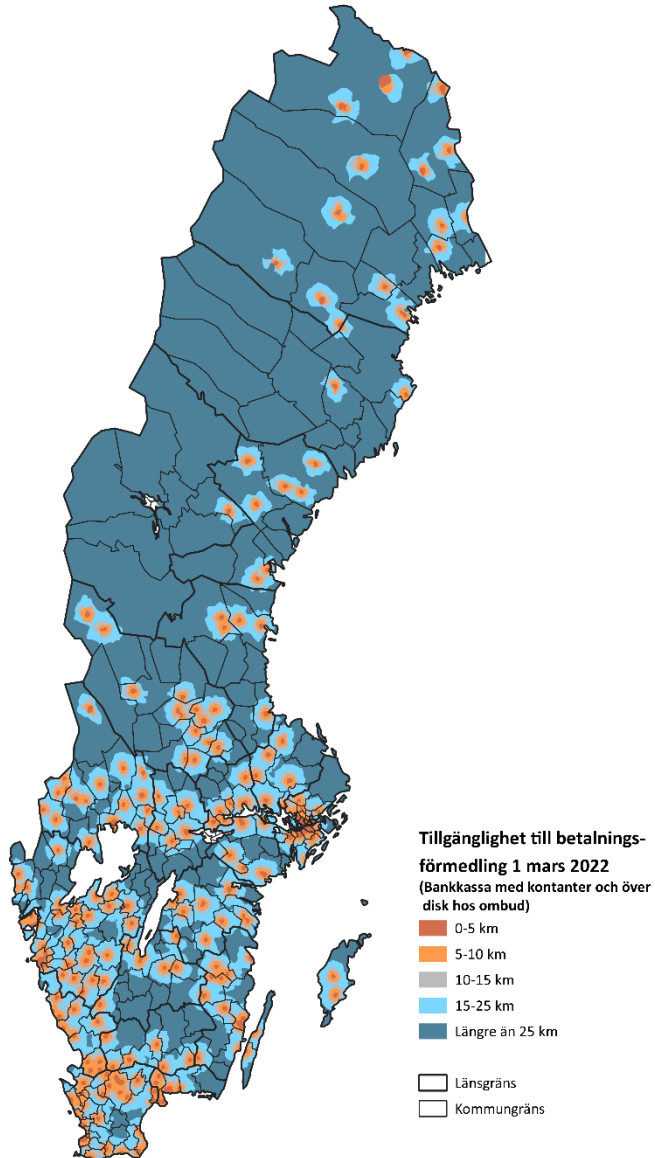 Tillgänglighet till betalnings-
förmedling 1 mars 2022
(Bankkassa med kontanter och över
disk hos ombud)
0-5 km
5-10 km
10-15 km
15-25 km
Längre än 25 km
Länsgräns
Kommungräns